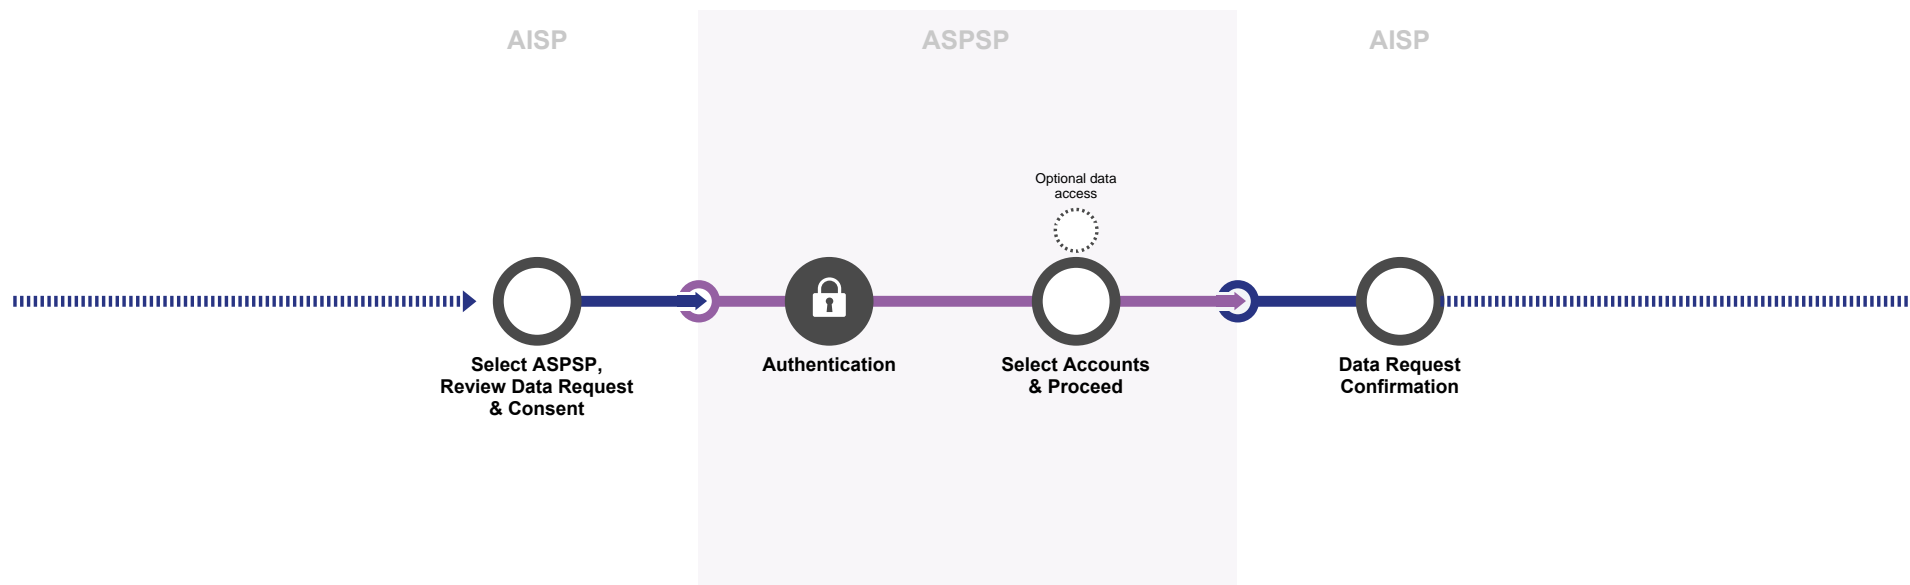 AISP
ASPSP
AISP
Optional data
access
Select ASPSP,
Review Data Request
& Consent
Authentication
Select Accounts
& Proceed
Data Request
Confirmation